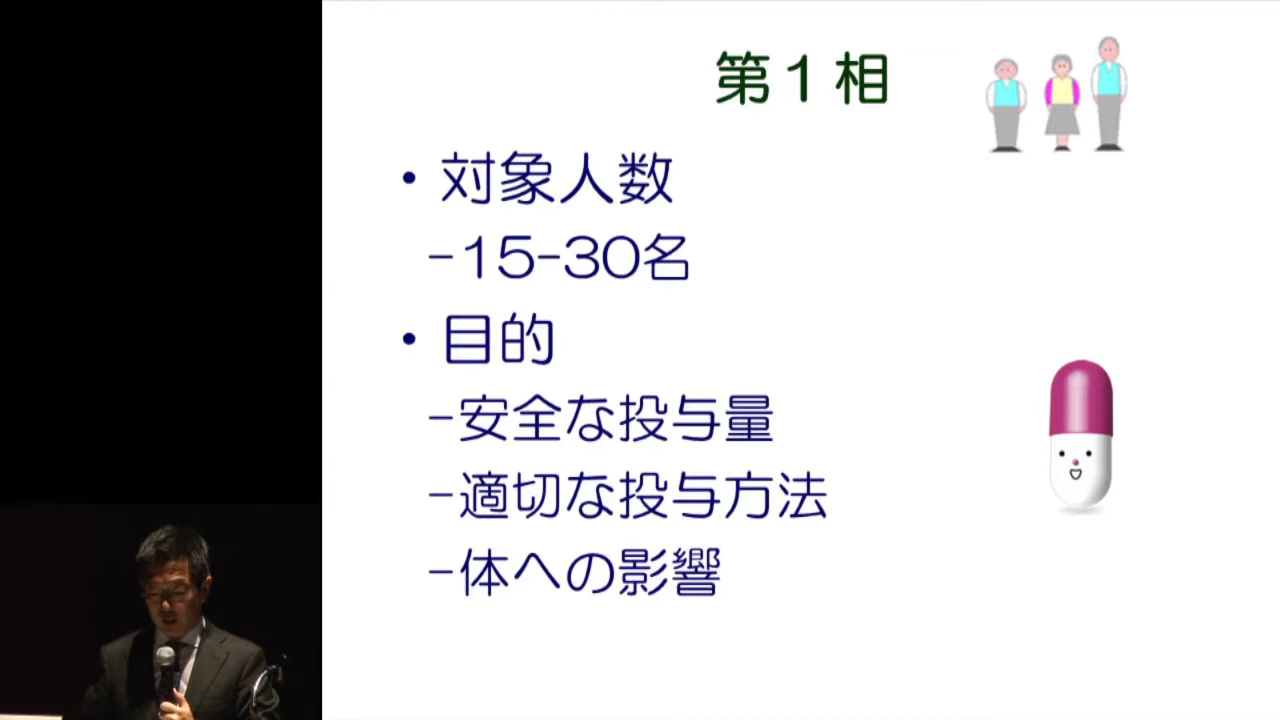 第１相
・対象人数
-15-30名
・目的
-安全な投与量
-適切な投与方法
-体への影響